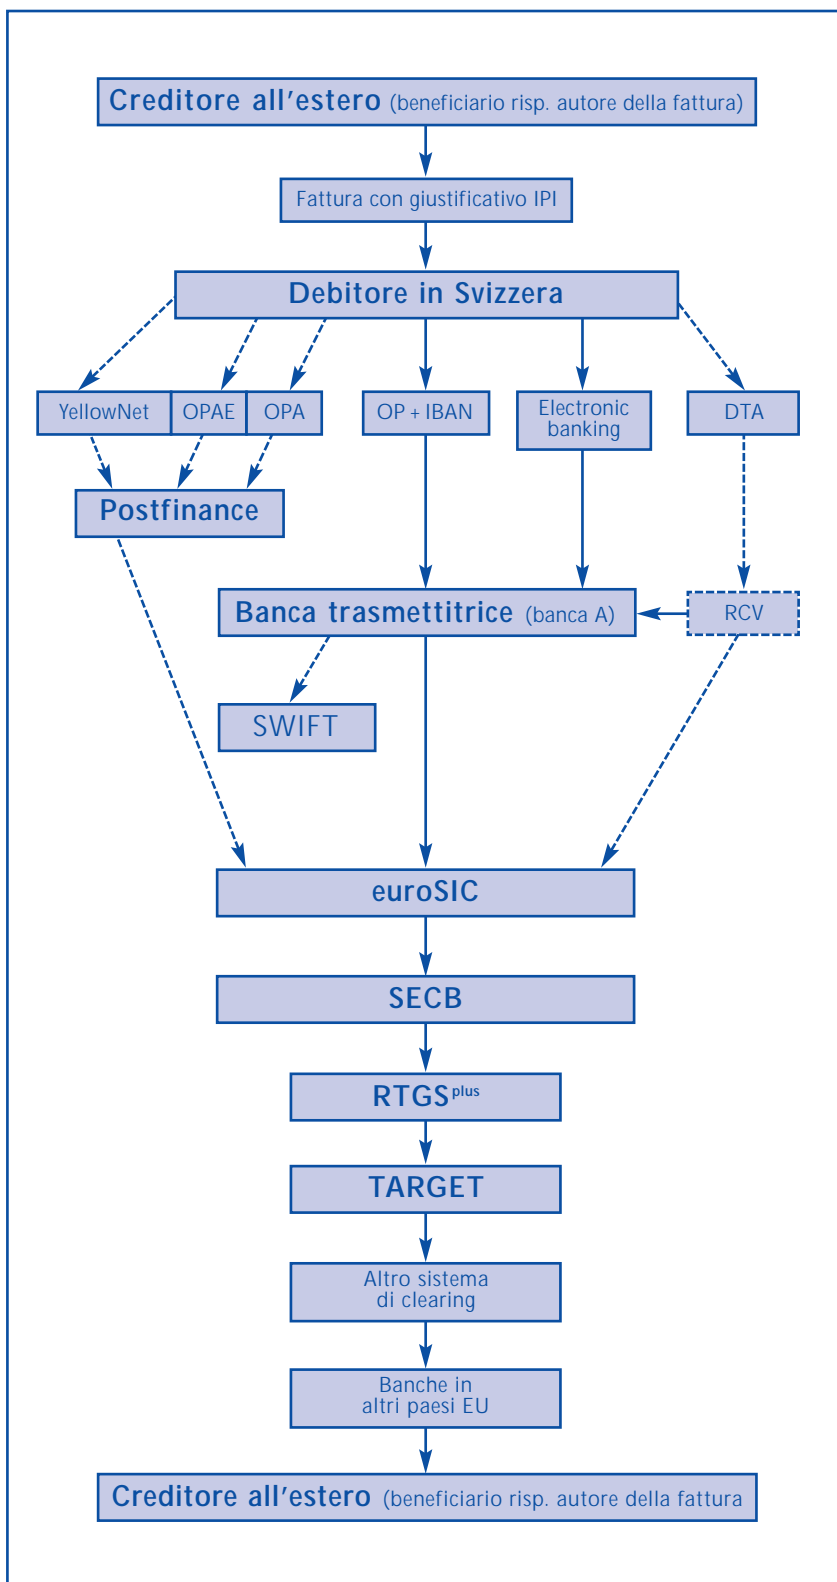 Creditore all'estero (beneficiario risp. autore della fattura)
Fattura con giustificativo IPI
Debitore in Svizzera
YellowNet
OPAE
OPA
OP + IBAN
Electronic
banking
DTA
Postfinance
Banca trasmettitrice (banca A)
RCV
SWIFT
euroSIC
SECB
RTGSplus
TARGET
Altro sistema
di clearing
Banche in
altri paesi EU
Creditore all'estero (beneficiario risp. autore della fattura